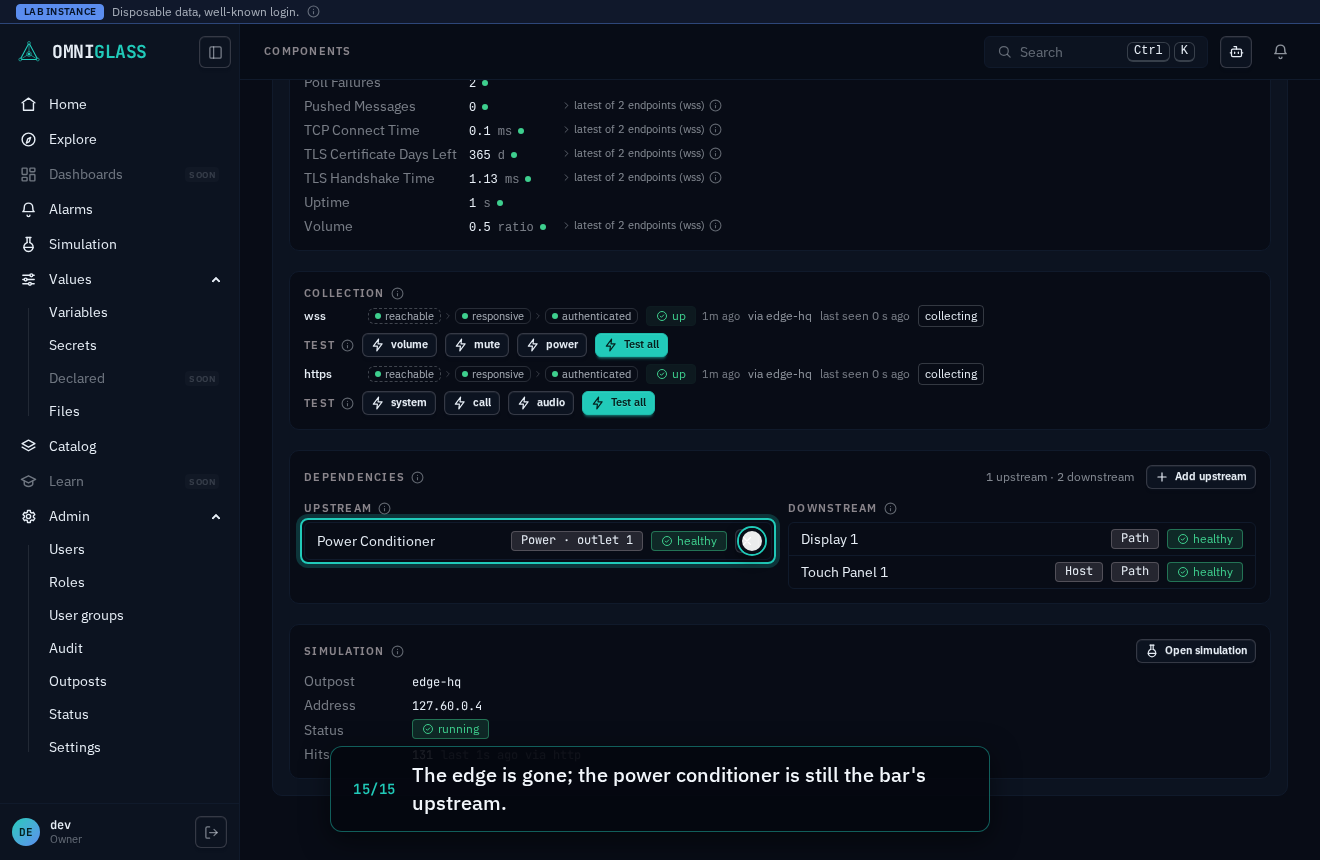 LAB INSTANCE Disposable data, well-known login.
OMNIGLASS
COMPONENTS
Search Ctrl K
Home
Explore
Dashboards SOON
Alarms
Simulation
Values
Variables
Secrets
Declared SOON
Files
Catalog
Learn SOON
Admin
Users
Roles
User groups
Audit
Outposts
Status
Settings
DE dev
Owner
Poll Failures 2
Pushed Messages 0 > latest of 2 endpoints (wss)
TCP Connect Time 0.1 ms > latest of 2 endpoints (wss)
TLS Certificate Days Left 365 d > latest of 2 endpoints (wss)
TLS Handshake Time 1.13 ms > latest of 2 endpoints (wss)
Uptime 1 s
Volume 0.5 ratio > latest of 2 endpoints (wss)
COLLECTION
wss reachable > responsive > authenticated up 1m ago via edge-hq last seen 0 s ago collecting
TEST volume mute power Test all
https reachable > responsive > authenticated up 1m ago via edge-hq last seen 0 s ago collecting
TEST system call audio Test all
DEPENDENCIES 1 upstream · 2 downstream Add upstream
UPSTREAM
Power Conditioner Power · outlet 1 healthy
DOWNSTREAM
Display 1 Path healthy
Touch Panel 1 Host Path healthy
SIMULATION Open simulation
Outpost edge-hq
Address 127.60.0.4
Status running
Hits 131 last 1s ago via http
15/15 The edge is gone; the power conditioner is still the bar's
upstream.